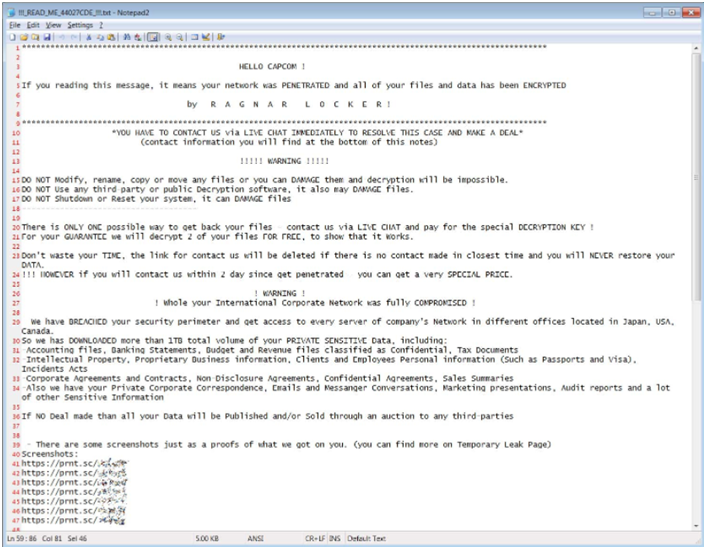 !!!_READ_ME_44027CDE_!!!.txt - Notepad2
File Edit View Settings ?
1 ****************************************************************************************************
2
3 HELLO CAPCOM !
4
5 If you reading this message, it means your network was PENETRATED and all of your files and data has been ENCRYPTED
6
7 by R A G N A R L O C K E R !
8
9 ****************************************************************************************************
10 *YOU HAVE TO CONTACT US via LIVE CHAT IMMEDIATELY TO RESOLVE THIS CASE AND MAKE A DEAL*
11 (contact information you will find at the bottom of this notes)
12
13 !!!!! WARNING !!!!!
14
15 DO NOT Modify, rename, copy or move any files or you can DAMAGE them and decryption will be impossible.
16 DO NOT Use any third-party or public Decryption software, it also may DAMAGE files.
17 DO NOT Shutdown or Reset your system, it can DAMAGE files
18 -------------------------------------
19
20 There is ONLY ONE possible way to get back your files - contact us via LIVE CHAT and pay for the special DECRYPTION KEY !
21 For your GUARANTEE we will decrypt 2 of your files FOR FREE, to show that it Works.
22
23 Don't waste your TIME, the link for contact us will be deleted if there is no contact made in closest time and you will NEVER restore your
DATA.
24 !!! HOWEVER if you will contact us within 2 day since get penetrated you can get a very SPECIAL PRICE.
25
26 ! WARNING !
27 ! Whole your International Corporate Network was fully COMPROMISED !
28
29 We have BREACHED your security perimeter and get access to every server of company's Network in different offices located in Japan, USA,
Canada.
30 So we has DOWNLOADED more than 1TB total volume of your PRIVATE SENSITIVE Data, including:
31 -Accounting files, Banking Statements, Budget and Revenue files classified as Confidential, Tax Documents
32 -Intellectual Property, Proprietary Business information, Clients and Employees Personal information (Such as Passports and Visa),
Incidents Acts
33 -Corporate Agreements and Contracts, Non-Disclosure Agreements, Confidential Agreements, Sales Summaries
34 -Also we have your Private Corporate Correspondence, Emails and Messanger Conversations, Marketing presentations, Audit reports and a lot
of other Sensitive Information
35
36 If NO Deal made than all your Data will be Published and/or Sold through an auction to any third-parties
37
38
39 - There are some screenshots just as a proofs of what we got on you. (you can find more on Temporary Leak Page)
40 Screenshots:
41 https://prnt.sc/
42 https://prnt.sc/
43 https://prnt.sc/
44 https://prnt.sc/
45 https://prnt.sc/
46 https://prnt.sc/
47 https://prnt.sc/
48
Ln 59 : 86 Col 81 Sel 46 5.00 KB ANSI CR+LF INS Default Text